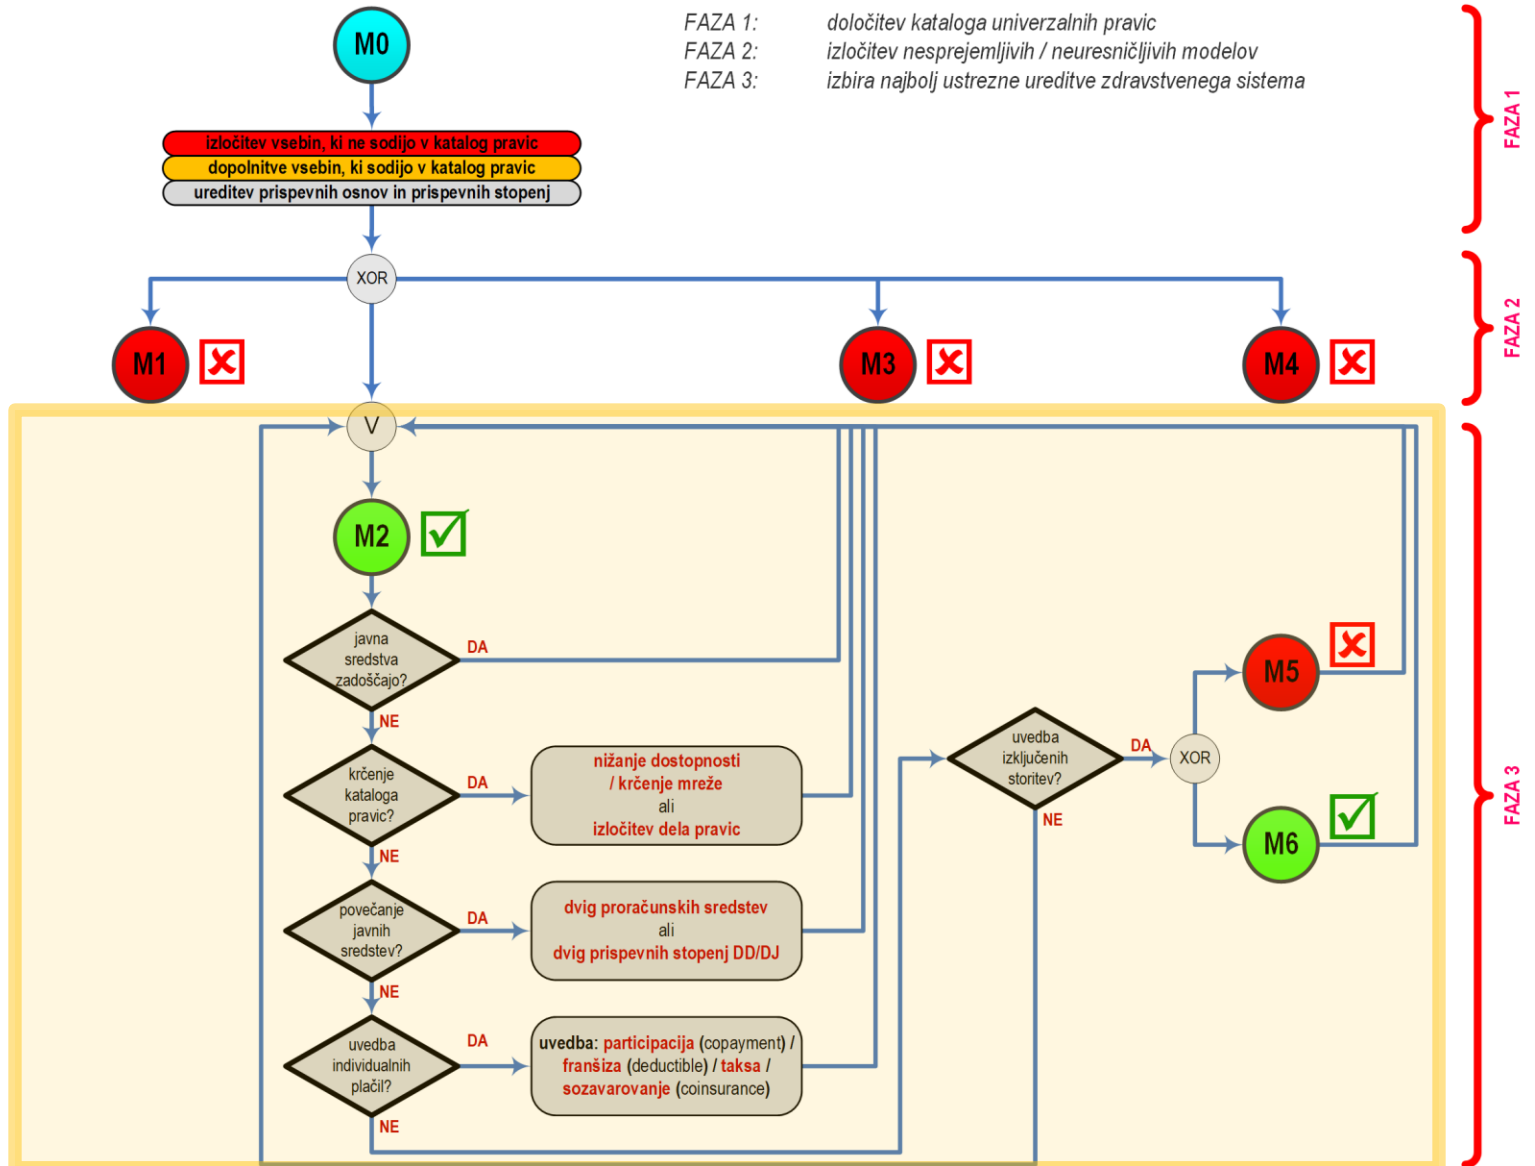 M0
FAZA 1: določitev kataloga univerzalnih pravic
FAZA 2: izločitev nesprejemljivih / neuresničljivih modelov
FAZA 3: izbira najbolj ustrezne ureditve zdravstvenega sistema
FAZA 1
izločitev vsebin, ki ne sodijo v katalog pravic
dopolnitve vsebin, ki sodijo v katalog pravic
ureditev prispevnih osnov in prispevnih stopenj
XOR
FAZA 2
M1
M3
M4
V
M2
javna
sredstva
zadoščajo?
DA
NE
krčenje
kataloga
pravic?
DA
NE
nižanje dostopnosti
/ krčenje mreže
ali
izločitev dela pravic
povečanje
javnih
sredstev?
DA
NE
dvig proračunskih sredstev
ali
dvig prispevnih stopenj DD/DJ
uvedba
individualnih
plačil?
DA
NE
uvedba: participacija (copayment) /
franšiza (deductible) / taksa /
sozavarovanje (coinsurance)
uvedba
izključenih
storitev?
DA
NE
XOR
M5
M6
FAZA 3